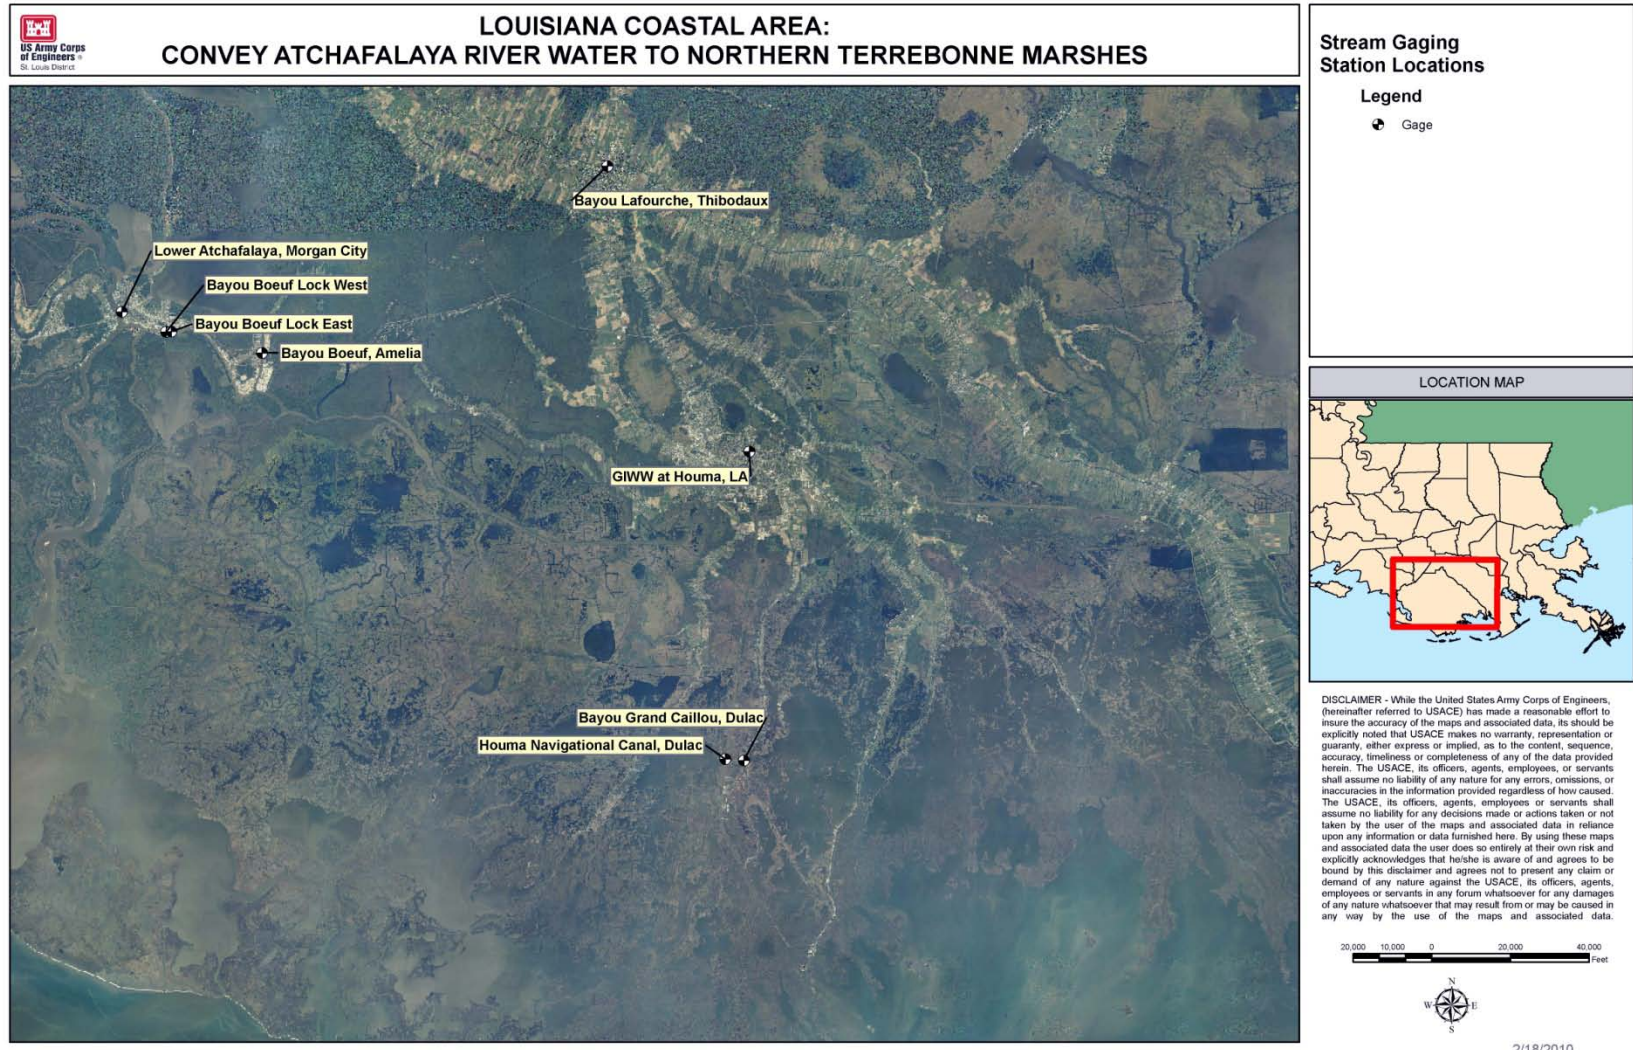 US Army Corps
of Engineers ®
St. Louis District
LOUISIANA COASTAL AREA:
CONVEY ATCHAFALAYA RIVER WATER TO NORTHERN TERREBONNE MARSHES
Stream Gaging
Station Locations
Legend
Gage
Bayou Lafourche, Thibodaux
Lower Atchafalaya, Morgan City
Bayou Boeuf Lock West
Bayou Boeuf Lock East
Bayou Boeuf, Amelia
GIWW at Houma, LA
Bayou Grand Caillou, Dulac
Houma Navigational Canal, Dulac
LOCATION MAP
DISCLAIMER - While the United States Army Corps of Engineers,
(hereinafter referred to USACE) has made a reasonable effort to
insure the accuracy of the maps and associated data, its should be
explicitly noted that USACE makes no warranty, representation or
guaranty, either express or implied, as to the content, sequence,
accuracy, timeliness or completeness of any of the data provided
herein. The USACE, its officers, agents, employees, or servants
shall assume no liability of any nature for any errors, omissions, or
inaccuracies in the information provided regardless of how caused.
The USACE, its officers, agents, employees or servants shall
assume no liability for any decisions made or actions taken or not
taken by the user of the maps and associated data in reliance
upon any information or data furnished here. By using these maps
and associated data the user does so entirely at their own risk and
explicitly acknowledges that he/she is aware of and agrees to be
bound by this disclaimer and agrees not to present any claim or
demand of any nature against the USACE, its officers, agents,
employees or servants in any forum whatsoever for any damages
of any nature whatsoever that may result from or may be caused in
any way by the use of the maps and associated data.
20,000 10,000 0 20,000 40,000
Feet
N
W E
S
2/18/2010